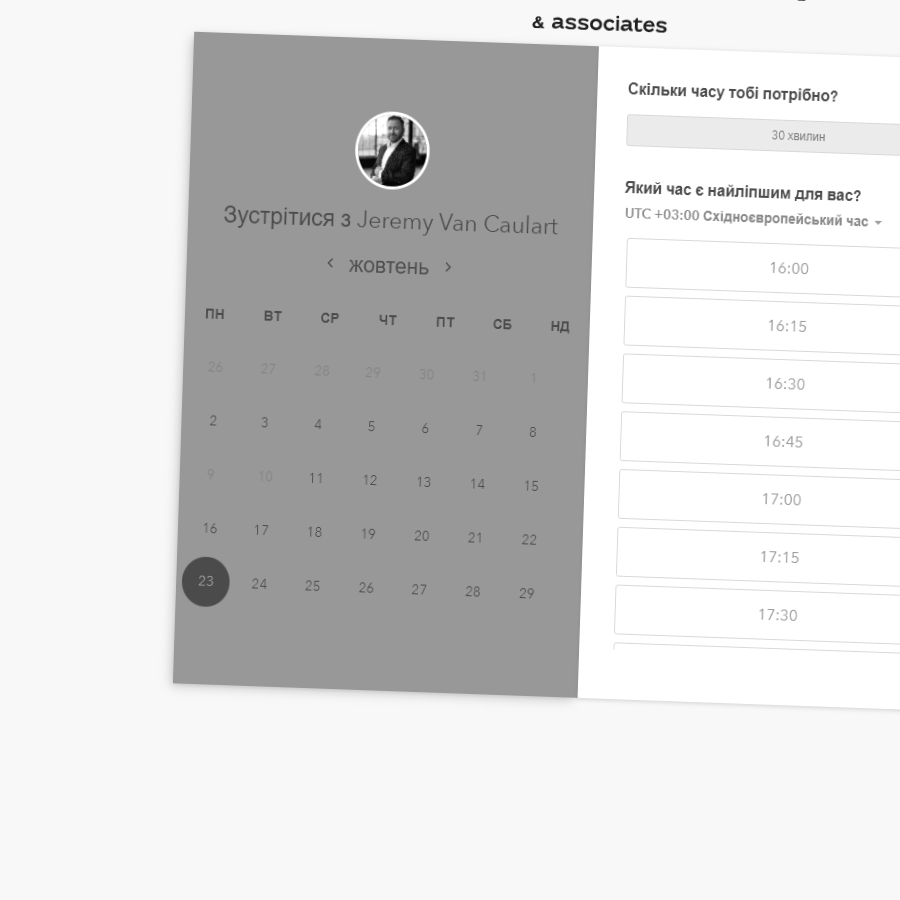 & associates
Зустрітися з Jeremy Van Caulart
жовтень
ПН ВТ СР ЧТ ПТ СБ НД
26 27 28 29 30 31 1
2 3 4 5 6 7 8
9 10 11 12 13 14 15
16 17 18 19 20 21 22
23 24 25 26 27 28 29
Скільки часу тобі потрібно?
30 хвилин
Який час є найліпшим для вас?
UTC +03:00 Східноєвропейський час
16:00
16:15
16:30
16:45
17:00
17:15
17:30